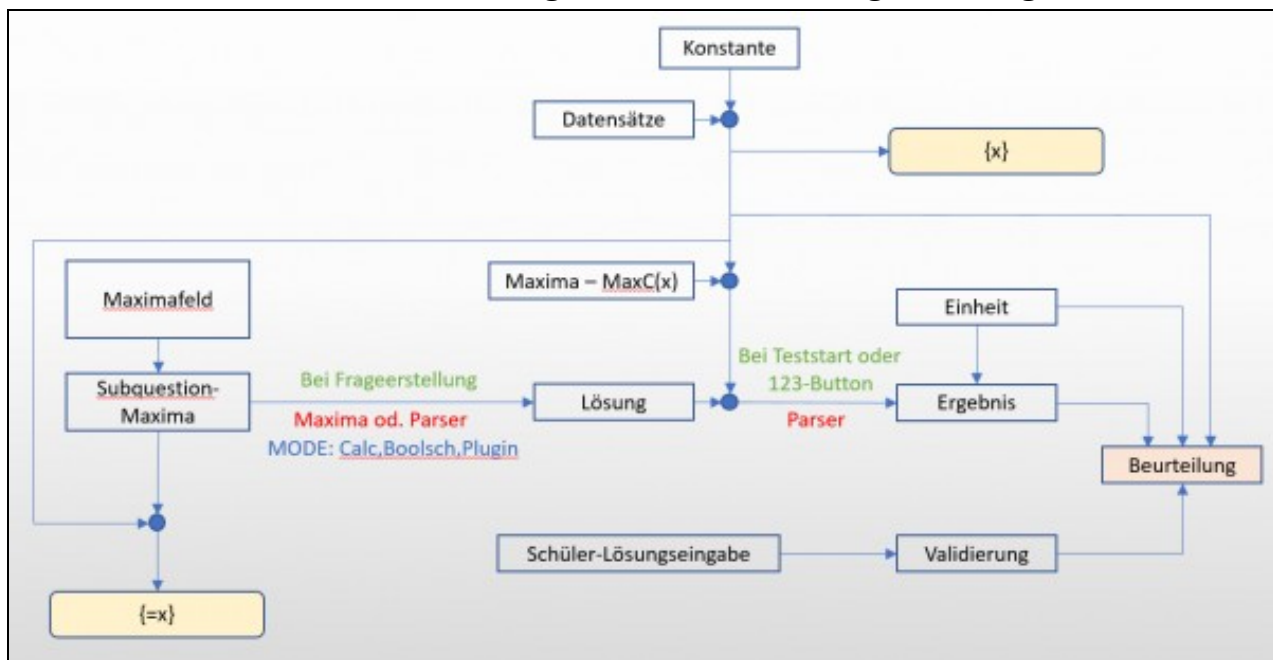 Konstante
Datensätze
{x}
Maxima – MaxC(x)
Maximafeld
Einheit
Bei Teststart oder
123-Button
Subquestion-
Maxima
Bei Frageerstellung
Maxima od. Parser
MODE: Calc,Boolsch,Plugin
Lösung
Parser
Ergebnis
Beurteilung
Schüler-Lösungseingabe
Validierung
{=x}